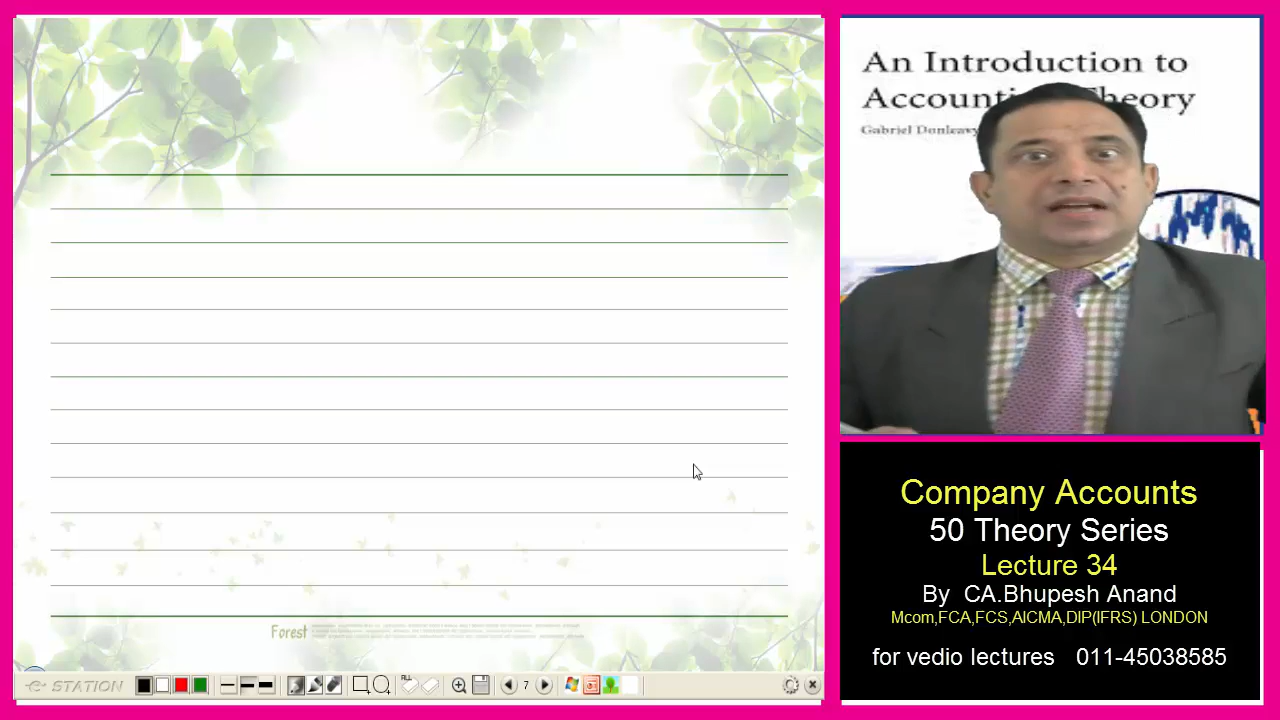 An Introduction to
Accounti Theory
Gabriel Donleavy
Company Accounts
50 Theory Series
Lecture 34
By CA.Bhupesh Anand
Mcom,FCA,FCS,AICMA,DIP(IFRS) LONDON
for vedio lectures 011-45038585
Forest
e-STATION
ALL
7